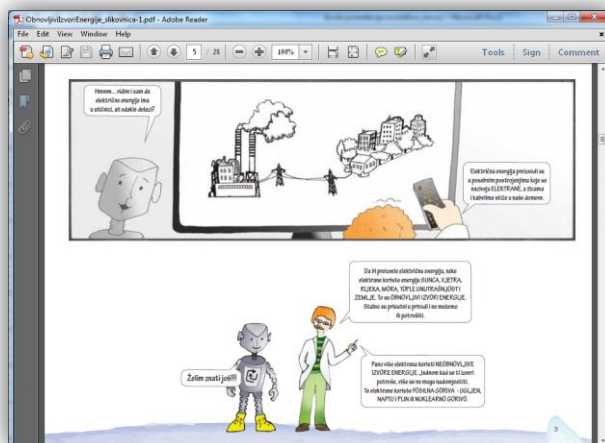 ObnovljiviIzvoriEnergije_slikovnica-1.pdf - Adobe Reader
File Edit View Window Help
5 / 28
160%
Tools Sign Comment
Hmmm... vidim i sam da
električne energije ima
u utičnici, ali odakle dolazi?
Električna energija proizvodi se
u posebnim postrojenjima koje se
nazivaju ELEKTRANE, a žicama
i kabelima stiže u naše domove.
Da bi proizvele električnu energiju, neke
elektrane koriste energiju SUNCA, VJETRA,
RIJEKA, MORA, TOPLE UNUTRAŠNJOSTI
ZEMLJE. To su OBNOVLJIVI IZVORI ENERGIJE.
Stalno su prisutni u prirodi i ne možemo
ih potrošiti.
Želim znati još!!!
Puno više elektrana koristi NEOBNOVLJIVE
IZVORE ENERGIJE. Jednom kad se ti izvori
potroše, više se ne mogu nadomjestiti.
Te elektrane koriste FOSILNA GORIVA - UGLJEN,
NAFTU I PLIN ili NUKLEARNO GORIVO.
5